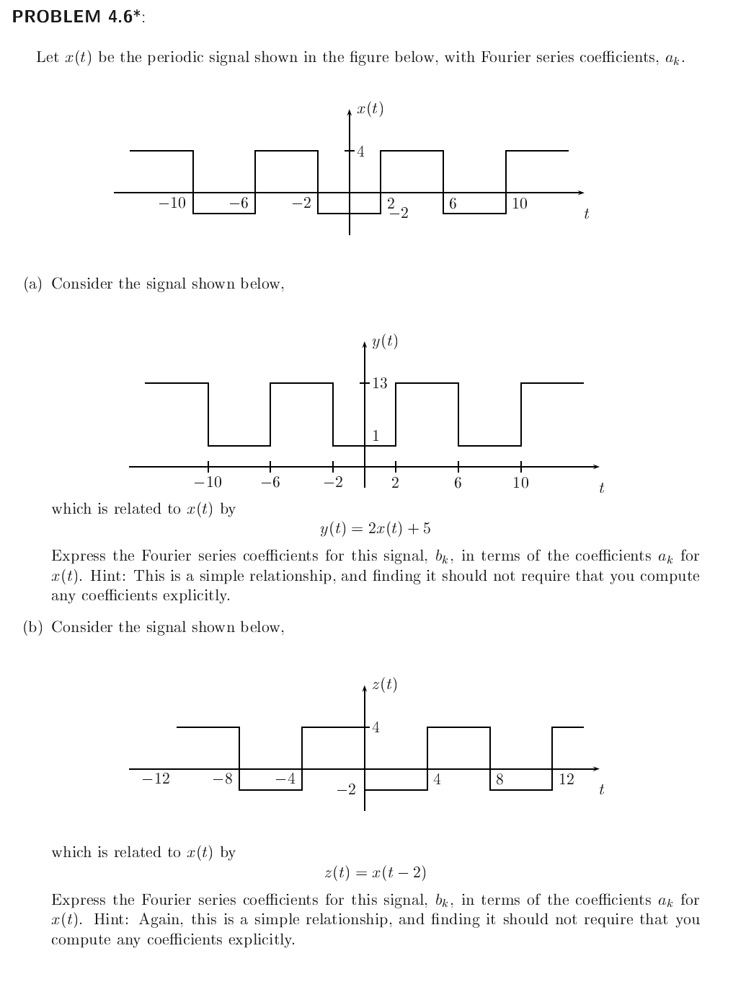 PROBLEM 4.6*:
Let x(t) be the periodic signal shown in the figure below, with Fourier series coefficients, aₖ.
x(t)
4
−10 −6 −2 2 6 10
−2
t
(a) Consider the signal shown below,
y(t)
13
1
−10 −6 −2 2 6 10
t
which is related to x(t) by
y(t) = 2x(t) + 5
Express the Fourier series coefficients for this signal, bₖ, in terms of the coefficients aₖ for
x(t). Hint: This is a simple relationship, and finding it should not require that you compute
any coefficients explicitly.
(b) Consider the signal shown below,
z(t)
4
−12 −8 −4 4 8 12
−2
t
which is related to x(t) by
z(t) = x(t − 2)
Express the Fourier series coefficients for this signal, bₖ, in terms of the coefficients aₖ for
x(t). Hint: Again, this is a simple relationship, and finding it should not require that you
compute any coefficients explicitly.